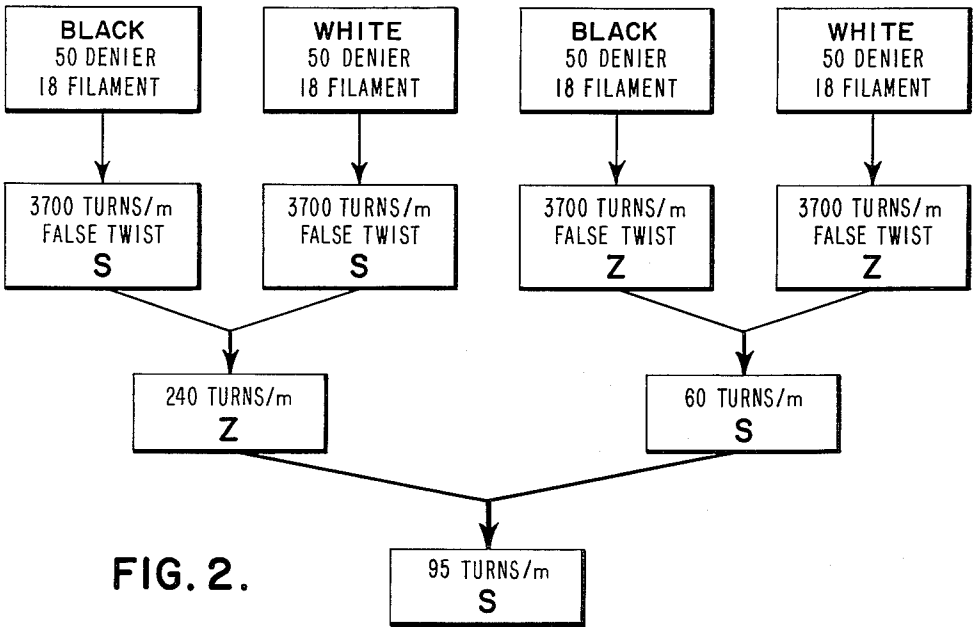 BLACK
50 DENIER
18 FILAMENT
WHITE
50 DENIER
18 FILAMENT
BLACK
50 DENIER
18 FILAMENT
WHITE
50 DENIER
18 FILAMENT
3700 TURNS/m
FALSE TWIST
S
3700 TURNS/m
FALSE TWIST
S
3700 TURNS/m
FALSE TWIST
Z
3700 TURNS/m
FALSE TWIST
Z
240 TURNS/m
Z
60 TURNS/m
S
95 TURNS/m
S
FIG. 2.